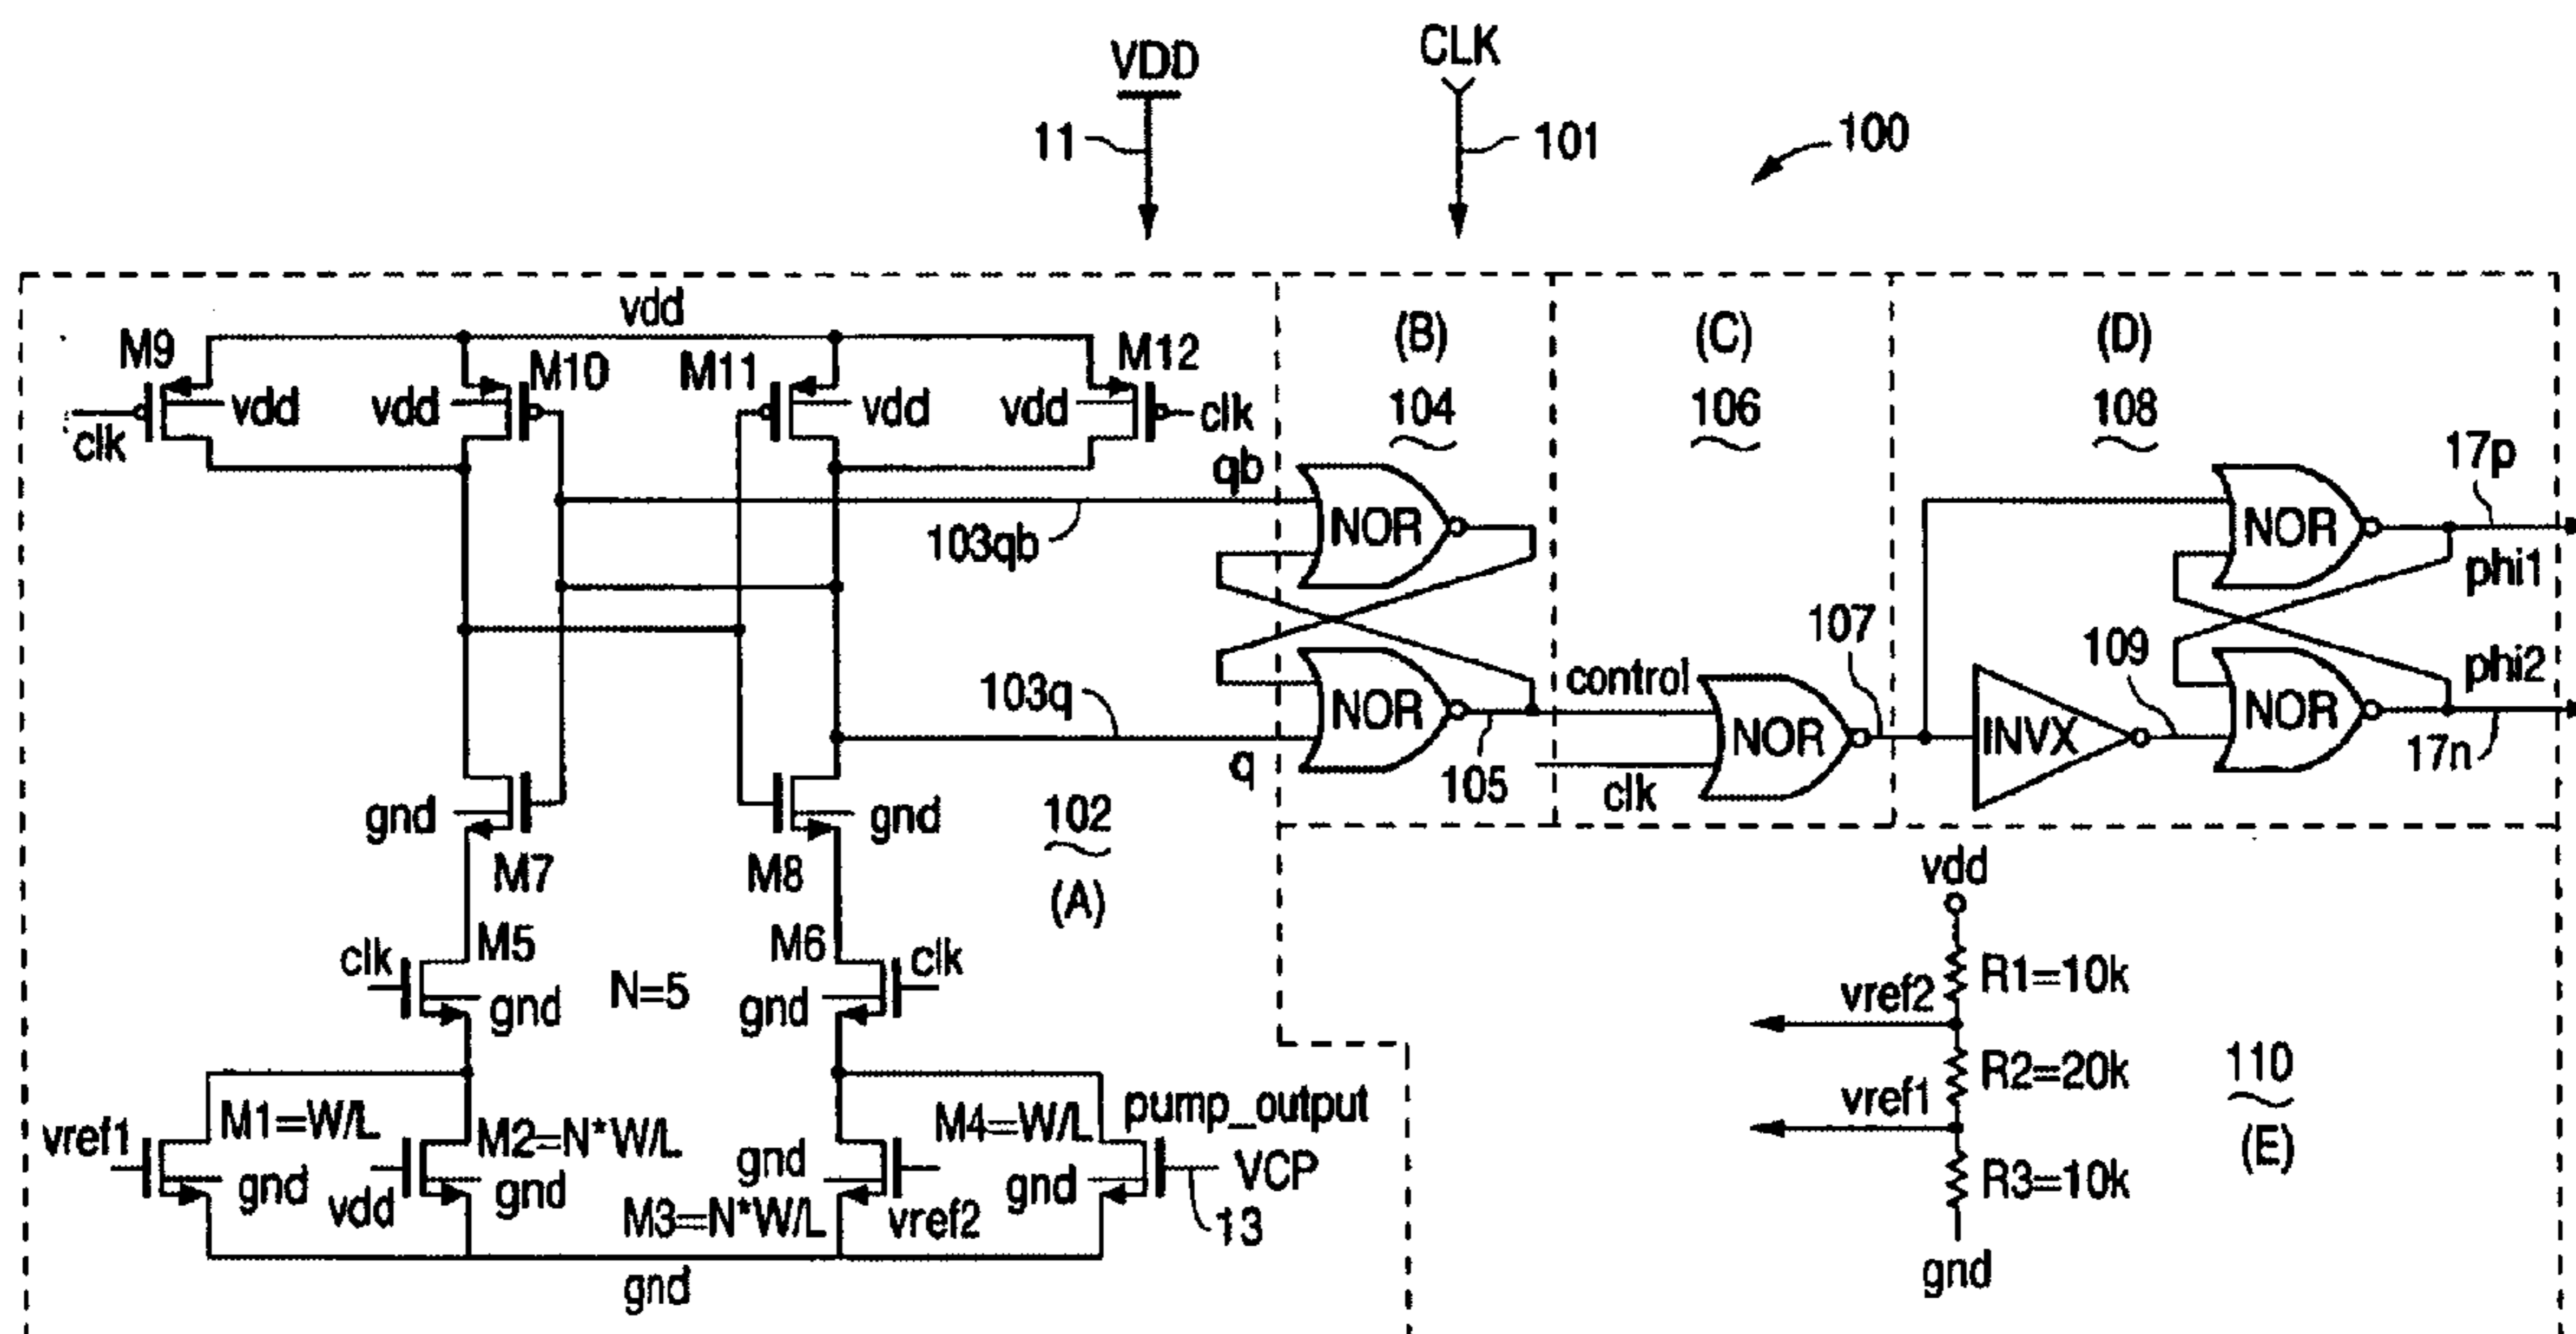 VDD
CLK
11
101
100
vdd
M9
vdd
clk
M10
vdd
M11
vdd
M12
vdd
clk
qb
103qb
103q
q
gnd
M7
gnd
M8
102
(A)
clk
M5
gnd
N=5
M6
clk
gnd
vref1
M1=W/L
gnd
M2=N*W/L
vdd
gnd
gnd
M3=N*W/L
vref2
M4=W/L
gnd
pump_output
VCP
13
gnd
(B)
104
NOR
NOR
105
(C)
106
control
clk
NOR
107
(D)
108
INVX
109
NOR
NOR
17p
phi1
phi2
17n
vdd
R1=10k
vref2
R2=20k
vref1
R3=10k
gnd
110
(E)